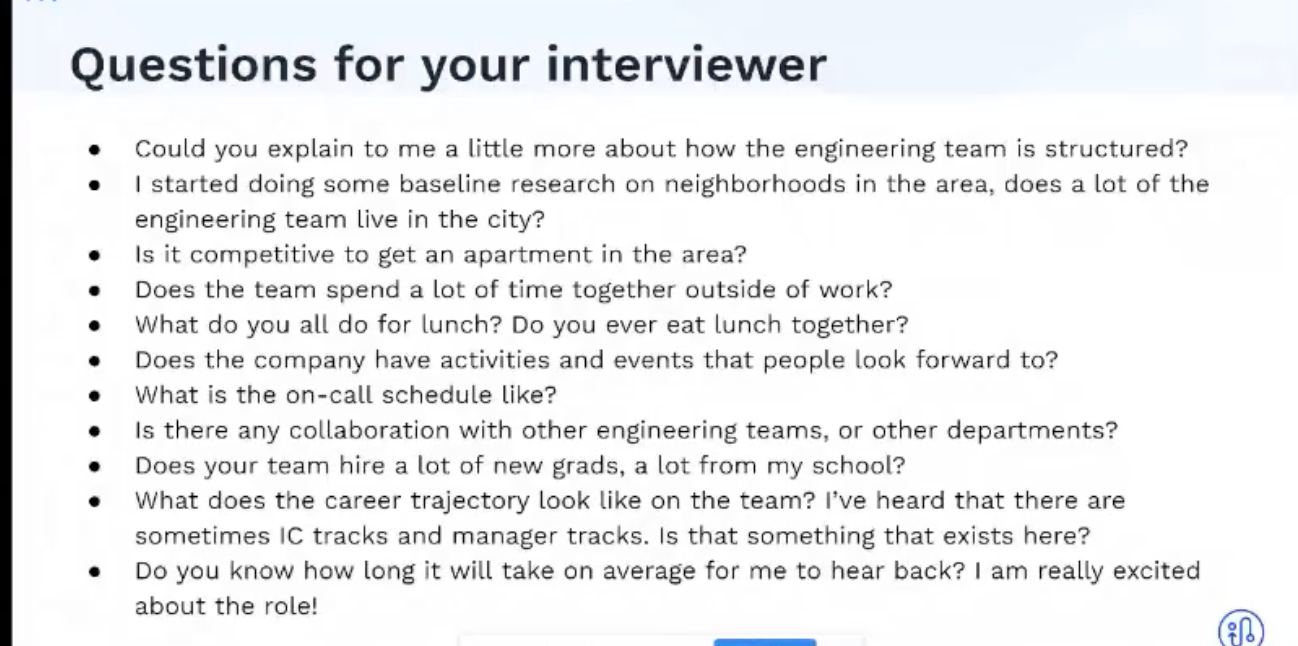 Questions for your interviewer
• Could you explain to me a little more about how the engineering team is structured?
• I started doing some baseline research on neighborhoods in the area, does a lot of the
engineering team live in the city?
• Is it competitive to get an apartment in the area?
• Does the team spend a lot of time together outside of work?
• What do you all do for lunch? Do you ever eat lunch together?
• Does the company have activities and events that people look forward to?
• What is the on-call schedule like?
• Is there any collaboration with other engineering teams, or other departments?
• Does your team hire a lot of new grads, a lot from my school?
• What does the career trajectory look like on the team? I’ve heard that there are
sometimes IC tracks and manager tracks. Is that something that exists here?
• Do you know how long it will take on average for me to hear back? I am really excited
about the role!